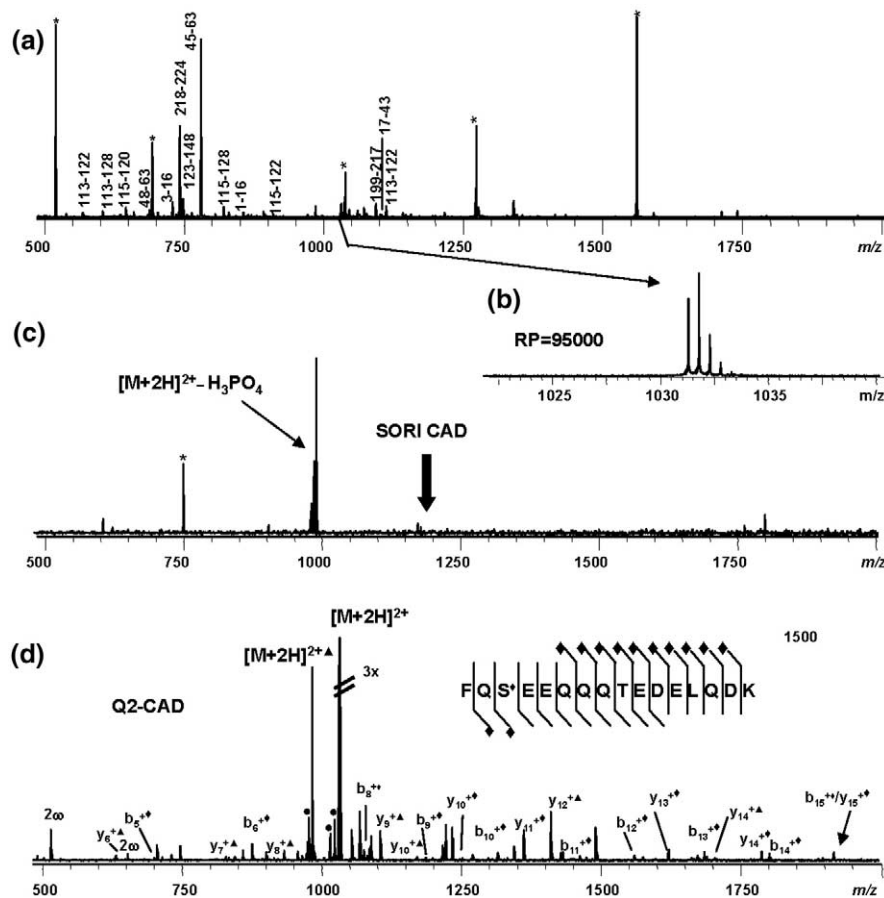 (a)
*
113-122
113-128
115-120
48-63
*
3-16
218-224
123-148
45-63
115-128
1-16
115-122
*
199-217
17-43
113-122
*
*
500 750 1000 1250 1500 1750 m/z
(b)
RP=95000
1025 1030 1035 m/z
(c)
[M+2H]²⁺– H₃PO₄
SORI CAD
*
500 750 1000 1250 1500 1750 m/z
(d)
[M+2H]²⁺
[M+2H]²⁺▲
3x
1500
F Q S♦ E E Q Q Q T E D E L Q D K
Q2-CAD
2ω
y₆⁺▲
2ω
b₅⁺♦
y₇⁺▲
b₆⁺♦
y₈⁺▲
b₈⁺♦
y₉⁺▲
y₁₀⁺▲
b₉⁺♦
y₁₀⁺♦
b₁₀⁺♦
y₁₁⁺♦
y₁₂⁺▲
b₁₁⁺♦
b₁₂⁺♦
y₁₃⁺♦
b₁₃⁺♦
y₁₄⁺▲
y₁₄⁺♦
b₁₄⁺♦
b₁₅⁺♦/y₁₅⁺♦
500 750 1000 1250 1500 1750 m/z